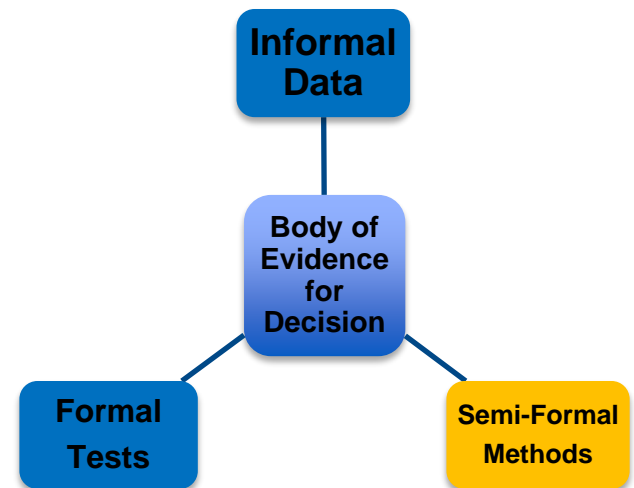 Informal
Data
Body of
Evidence
for
Decision
Formal
Tests
Semi-Formal
Methods